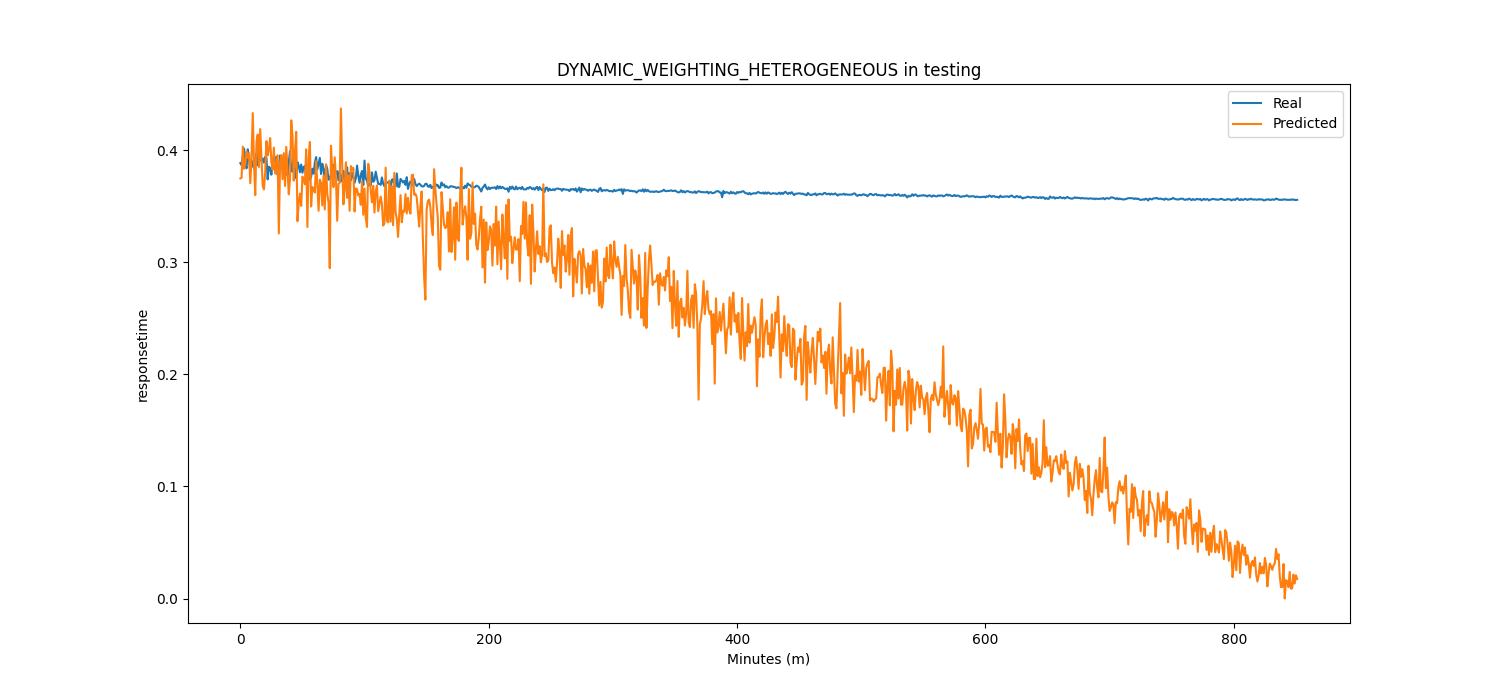 DYNAMIC_WEIGHTING_HETEROGENEOUS in testing
Real
Predicted
responsetime
0.4
0.3
0.2
0.1
0.0
0 200 400 600 800
Minutes (m)